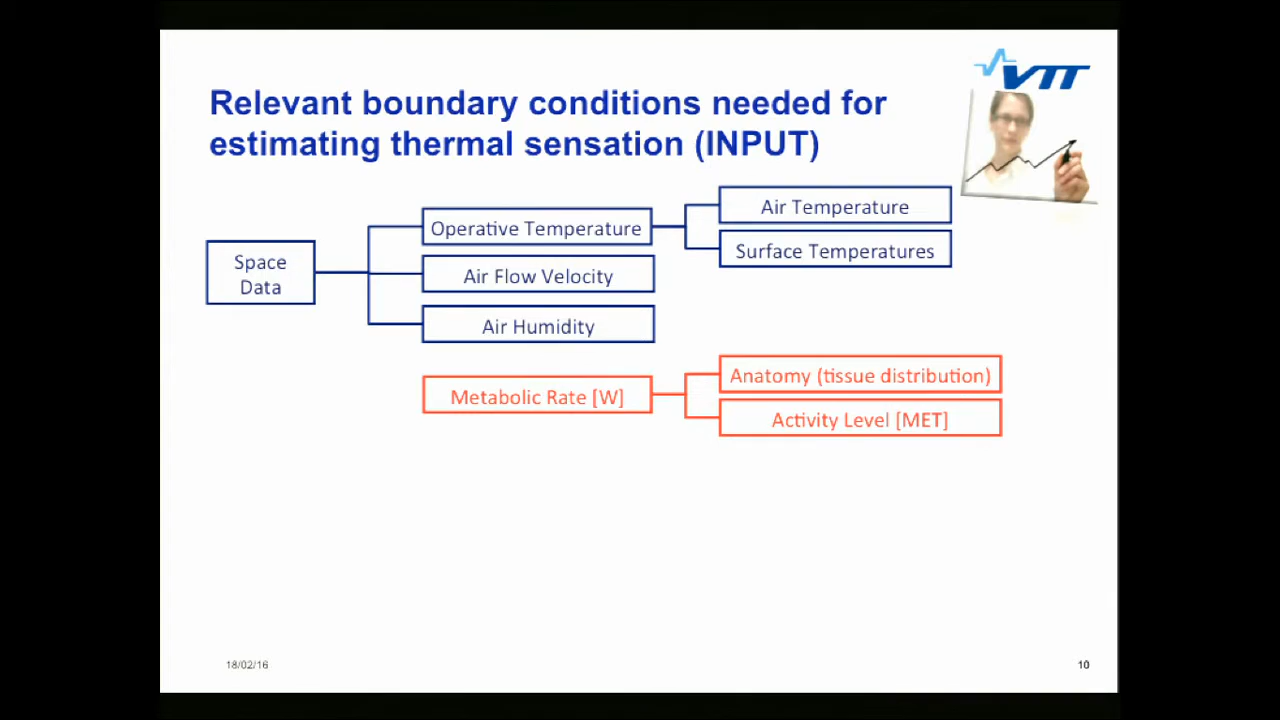 VTT
Relevant boundary conditions needed for
estimating thermal sensation (INPUT)
Space
Data
Operative Temperature
Air Flow Velocity
Air Humidity
Air Temperature
Surface Temperatures
Metabolic Rate [W]
Anatomy (tissue distribution)
Activity Level [MET]
18/02/16
10